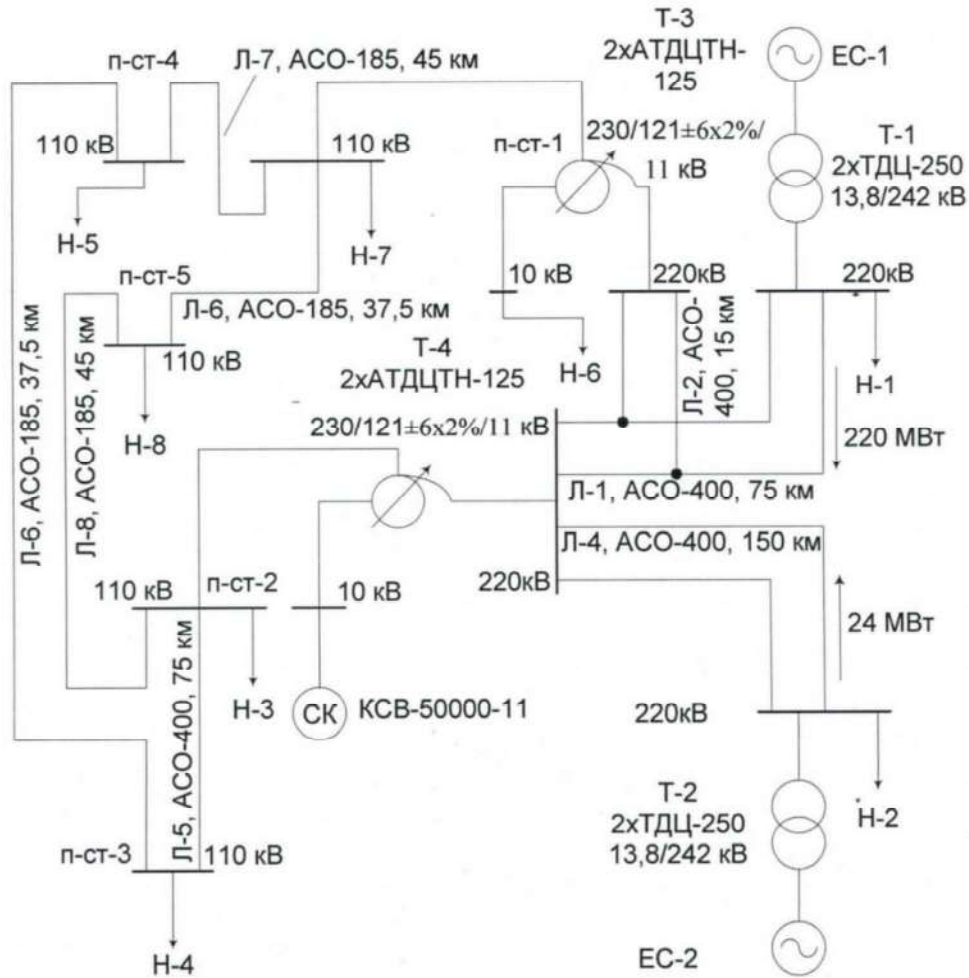 Т-3
2хАТДЦТН-
125
ЕС-1
п-ст-4
Л-7, АСО-185, 45 км
110 кВ
110 кВ
п-ст-1
230/121±6х2%/
11 кВ
Т-1
2хТДЦ-250
13,8/242 кВ
Н-5
Н-7
п-ст-5
10 кВ
220кВ
220кВ
Л-6, АСО-185, 37,5 км
110 кВ
Т-4
2хАТДЦТН-125
Н-6
Л-2, АСО-
400, 15 км
Н-1
Н-8
230/121±6х2%/11 кВ
220 МВт
Л-6, АСО-185, 37,5 км
Л-8, АСО-185, 45 км
Л-1, АСО-400, 75 км
Л-4, АСО-400, 150 км
110 кВ
п-ст-2
10 кВ
220кВ
24 МВт
Л-5, АСО-400, 75 км
Н-3
СК
КСВ-50000-11
220кВ
Т-2
2хТДЦ-250
13,8/242 кВ
Н-2
п-ст-3
110 кВ
Н-4
ЕС-2